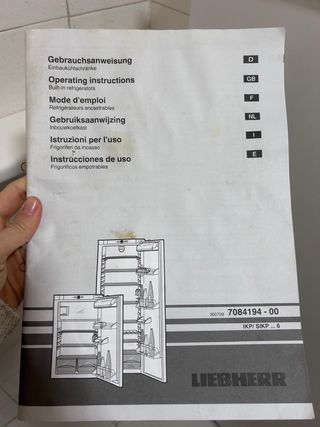 Gebrauchsanweisung
Einbaukühlschränke
D
Operating instructions
Built-in refrigerators
GB
Mode d'emploi
Réfrigérateurs encastrables
F
Gebruiksaanwijzing
Inbouwkoelkast
NL
Istruzioni per l'uso
Frigoriferi da incasso
I
Instrucciones de uso
Frigoríficos empotrables
E
300709 7084194 - 00
IKP/ SIKP ... 6
LIEBHERR